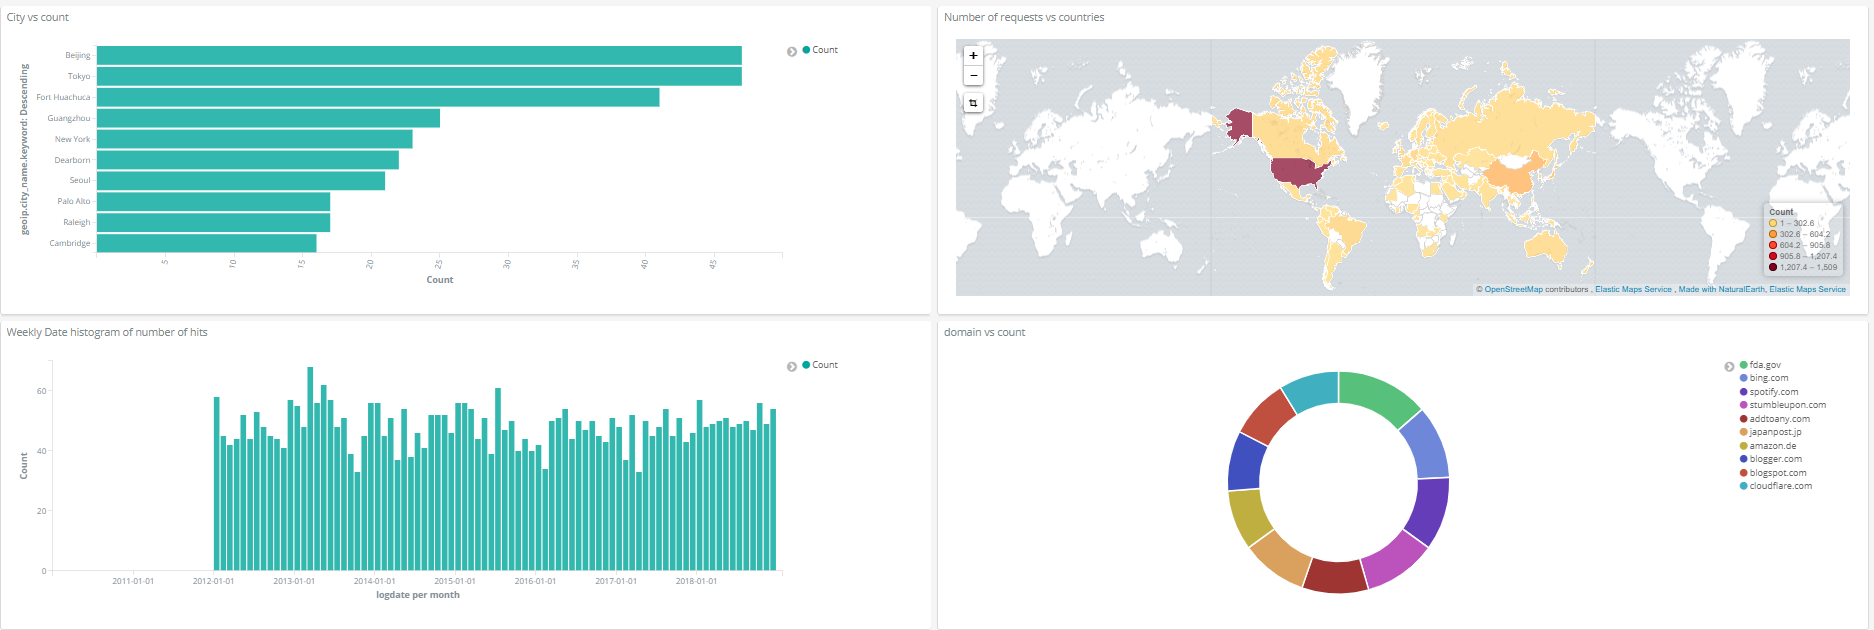 City vs count
Count
geoip.city_name.keyword: Descending
Beijing
Tokyo
Fort Huachuca
Guangzhou
New York
Dearborn
Seoul
Palo Alto
Raleigh
Cambridge
5 10 15 20 25 30 35 40 45
Count
Number of requests vs countries
+
−
Count
1 – 302.6
302.6 – 604.2
604.2 – 905.8
905.8 – 1,207.4
1,207.4 – 1,509
© OpenStreetMap contributors , Elastic Maps Service , Made with NaturalEarth, Elastic Maps Service
Weekly Date histogram of number of hits
Count
Count
60
40
20
0
2011-01-01 2012-01-01 2013-01-01 2014-01-01 2015-01-01 2016-01-01 2017-01-01 2018-01-01
logdate per month
domain vs count
fda.gov
bing.com
spotify.com
stumbleupon.com
addtoany.com
japanpost.jp
amazon.de
blogger.com
blogspot.com
cloudflare.com